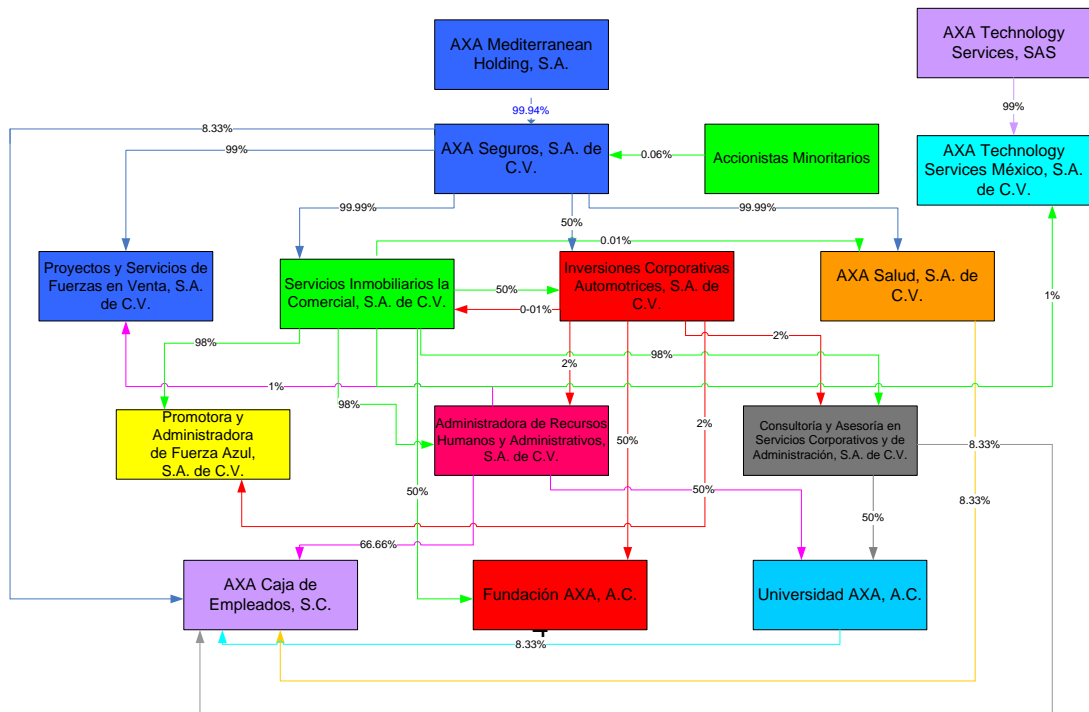 AXA Mediterranean
Holding, S.A.
AXA Technology
Services, SAS
99.94%
99%
8.33%
99%
AXA Seguros, S.A. de
C.V.
0.06%
Accionistas Minoritarios
AXA Technology
Services México, S.A.
de C.V.
99.99%
50%
99.99%
0.01%
Proyectos y Servicios de
Fuerzas en Venta, S.A.
de C.V.
Servicios Inmobiliarios la
Comercial, S.A. de C.V.
50%
0-01%
Inversiones Corporativas
Automotrices, S.A. de
C.V.
AXA Salud, S.A. de
C.V.
1%
98%
2%
98%
2%
1%
98%
Promotora y
Administradora
de Fuerza Azul,
S.A. de C.V.
Administradora de Recursos
Humanos y Administrativos,
S.A. de C.V.
50%
2%
Consultoría y Asesoría en
Servicios Corporativos y de
Administración, S.A. de C.V.
8.33%
50%
50%
50%
8.33%
66.66%
AXA Caja de
Empleados, S.C.
Fundación AXA, A.C.
Universidad AXA, A.C.
8.33%